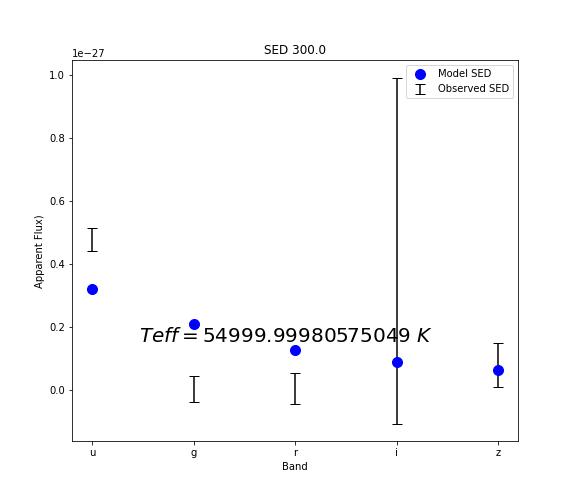 SED 300.0
1e−27
Model SED
Observed SED
1.0
0.8
0.6
0.4
0.2
0.0
Apparent Flux)
Teff = 54999.99980575049 K
u g r i z
Band